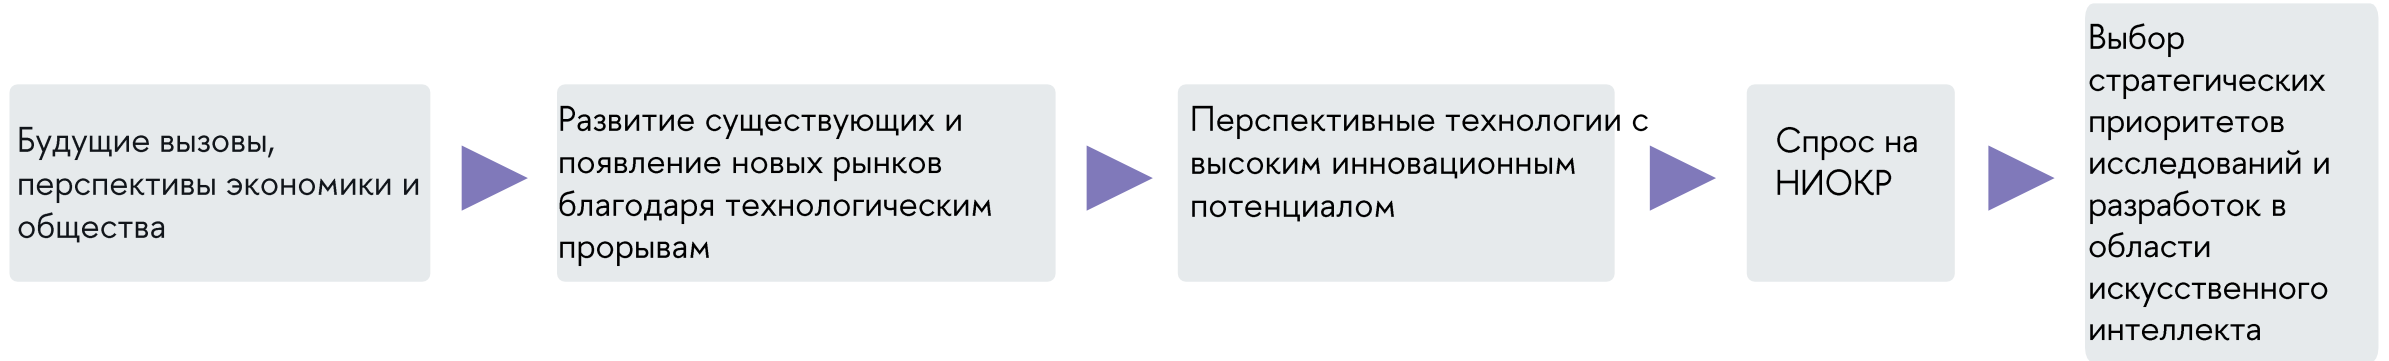 Будущие вызовы,
перспективы экономики и
общества
Развитие существующих и
появление новых рынков
благодаря технологическим
прорывам
Перспективные технологии с
высоким инновационным
потенциалом
Спрос на
НИОКР
Выбор
стратегических
приоритетов
исследований и
разработок в
области
искусственного
интеллекта